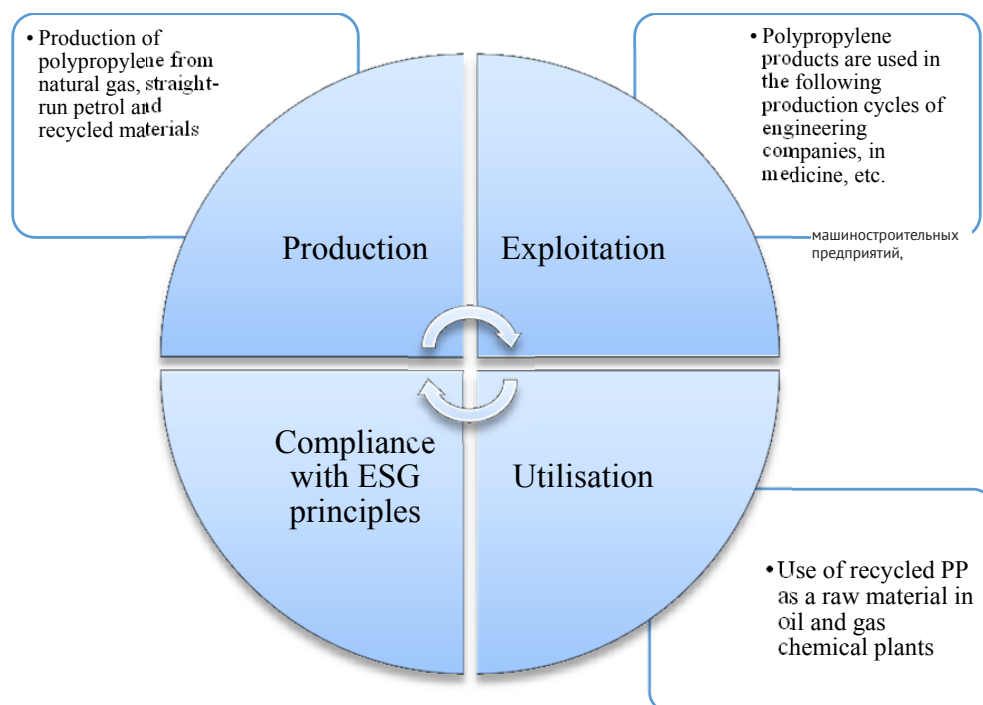 • Production of
polypropylene from
natural gas, straight-
run petrol and
recycled materials
• Polypropylene
products are used in
the following
production cycles of
engineering
companies, in
medicine, etc.
машиностроительных
предприятий,
Production
Exploitation
Compliance
with ESG
principles
Utilisation
• Use of recycled PP
as a raw material in
oil and gas
chemical plants